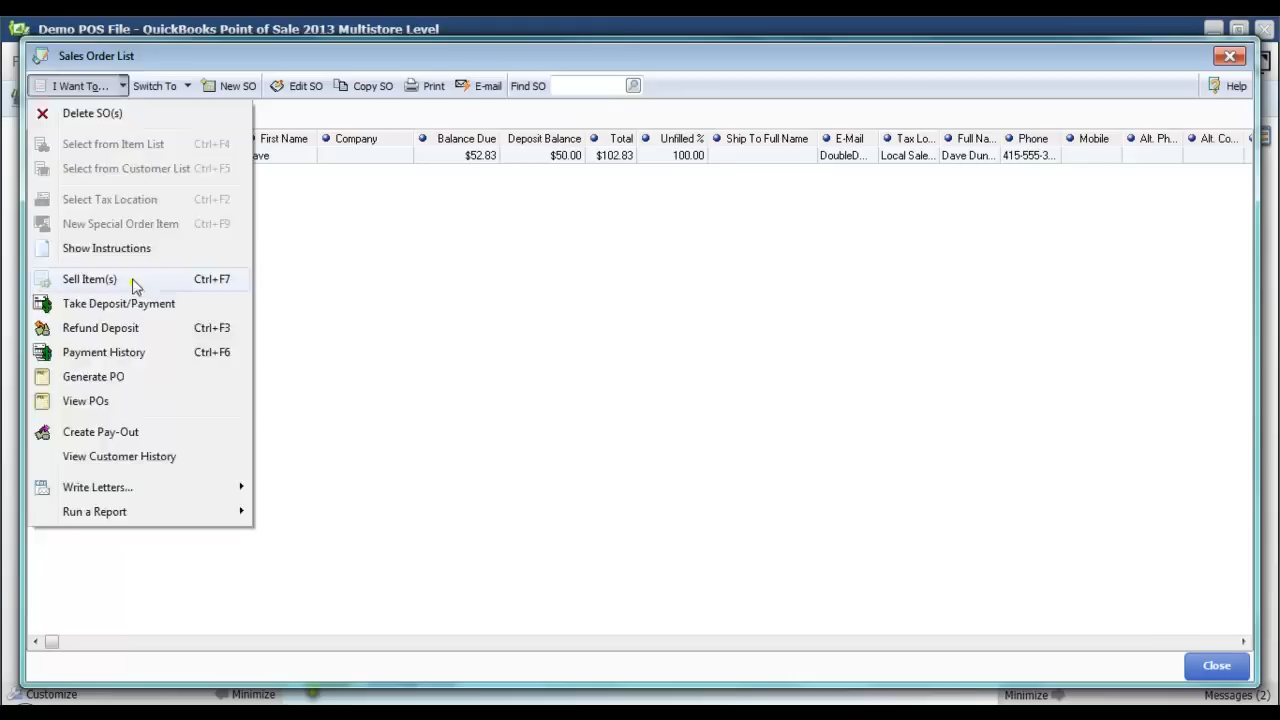 Demo POS File - QuickBooks Point of Sale 2013 Multistore Level
Sales Order List
I Want To... Switch To New SO Edit SO Copy SO Print E-mail Find SO Help
Delete SO(s)
First Name Company Balance Due Deposit Balance Total Unfilled % Ship To Full Name E-Mail Tax Lo... Full Na... Phone Mobile Alt. Ph... Alt. Co...
ave $52.83 $50.00 $102.83 100.00 DoubleD... Local Sale... Dave Dun... 415-555-3...
Select from Item List Ctrl+F4
Select from Customer List Ctrl+F5
Select Tax Location Ctrl+F2
New Special Order Item Ctrl+F9
Show Instructions
Sell Item(s) Ctrl+F7
Take Deposit/Payment
Refund Deposit Ctrl+F3
Payment History Ctrl+F6
Generate PO
View POs
Create Pay-Out
View Customer History
Write Letters...
Run a Report
Close
Customize Minimize Minimize Messages (2)